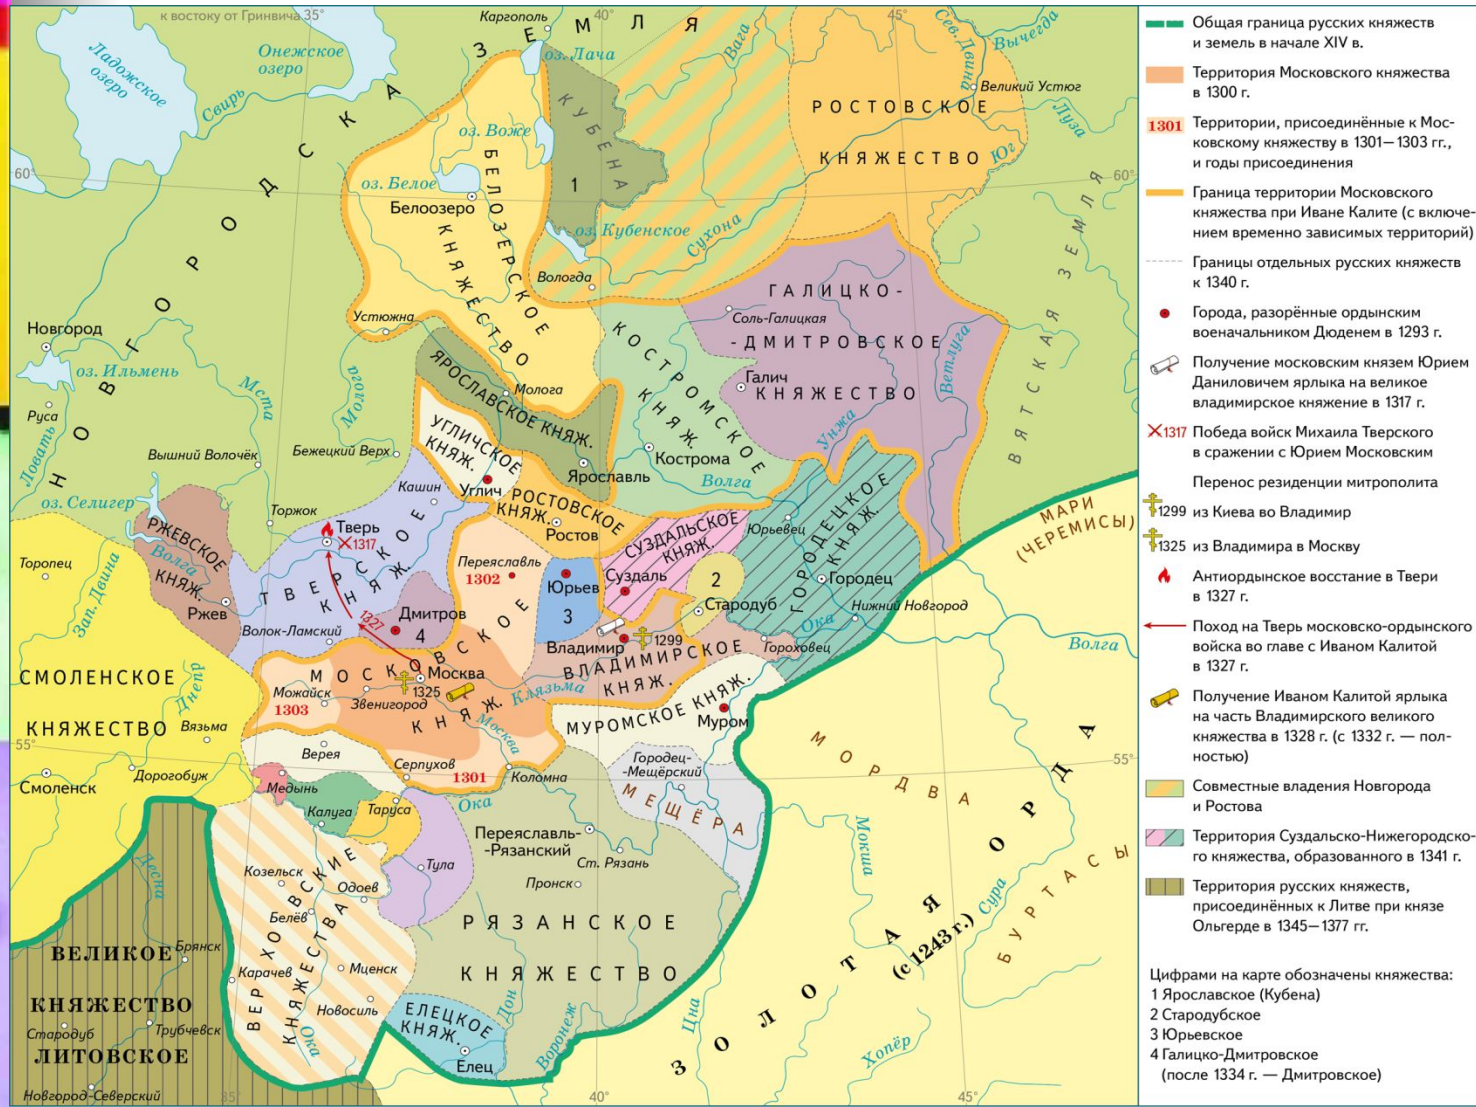 к востоку от Гринвича 35°
40°
45°
Каргополь
НОВГОРОДСКАЯ ЗЕМЛЯ
Ладожское
озеро
Онежское
озеро
Свирь
оз. Лача
Вага
Сев. Двина
Вычегда
Великий Устюг
Луза
Юг
РОСТОВСКОЕ
КНЯЖЕСТВО
КУБЕНА
1
оз. Воже
оз. Белое
Белоозеро
БЕЛОЗЕРСКОЕ
КНЯЖЕСТВО
60°
60°
оз. Кубенское
Сухона
Вологда
ВЯТСКАЯ ЗЕМЛЯ
ГАЛИЦКО-
-ДМИТРОВСКОЕ
КНЯЖЕСТВО
Соль-Галицкая
Галич
Ветлуга
Унжа
Устюжна
Новгород
оз. Ильмень
Руса
Ловать
Мста
Молога
Молога
ЯРОСЛАВСКОЕ КНЯЖ.
КОСТРОМСКОЕ
КНЯЖ.
Кострома
Волга
Ярославль
УГЛИЧСКОЕ
КНЯЖ.
Углич
Вышний Волочёк
Бежецкий Верх
Кашин
оз. Селигер
Торжок
РЖЕВСКОЕ
КНЯЖ.
Волга
Ржев
Тверь
1317
ТВЕРСКОЕ
КНЯЖ.
РОСТОВСКОЕ
КНЯЖ.
Ростов
СУЗДАЛЬСКОЕ
КНЯЖ.
Суздаль
Юрьевец
ГОРОДЕЦКОЕ
КНЯЖ.
Городец
Нижний Новгород
Ока
Волга
МАРИ
(ЧЕРЕМИСЫ)
Переяславль
1302
Юрьев
3
2
Стародуб
Торопец
Зап. Двина
Волок-Ламский
Дмитров
4
1327
Владимир
1299
ВЛАДИМИРСКОЕ
КНЯЖ.
Гороховец
Клязьма
МОСКОВСКОЕ
КНЯЖ.
Москва
1325
Можайск
1303
Звенигород
Москва
СМОЛЕНСКОЕ
КНЯЖЕСТВО
Днепр
Вязьма
55°
55°
Смоленск
Дорогобуж
Верея
Серпухов
1301
Коломна
МУРОМСКОЕ КНЯЖ.
Муром
Городец-
-Мещёрский
МЕЩЁРА
МОРДВА
Медынь
Калуга
Таруса
Ока
Тула
Переяславль-
-Рязанский
Ст. Рязань
Пронск
РЯЗАНСКОЕ
КНЯЖЕСТВО
Мокша
Сура
БУРТАСЫ
ЗОЛОТАЯ ОРДА
(с 1243 г.)
Десна
Козельск
Одоев
Белёв
ВЕРХОВСКИЕ
КНЯЖЕСТВА
Карачев
Мценск
Новосиль
Ока
ВЕЛИКОЕ
КНЯЖЕСТВО
ЛИТОВСКОЕ
Брянск
Стародуб
Трубчевск
Новгород-Северский
ЕЛЕЦКОЕ
КНЯЖ.
Елец
Дон
Воронеж
Цна
Хопёр
35°
40°
45°
Общая граница русских княжеств
и земель в начале XIV в.
Территория Московского княжества
в 1300 г.
1301 Территории, присоединённые к Мос-
ковскому княжеству в 1301–1303 гг.,
и годы присоединения
Граница территории Московского
княжества при Иване Калите (с включе-
нием временно зависимых территорий)
Границы отдельных русских княжеств
к 1340 г.
Города, разорённые ордынским
военачальником Дюденем в 1293 г.
Получение московским князем Юрием
Даниловичем ярлыка на великое
владимирское княжение в 1317 г.
1317 Победа войск Михаила Тверского
в сражении с Юрием Московским
Перенос резиденции митрополита
1299 из Киева во Владимир
1325 из Владимира в Москву
Антиордынское восстание в Твери
в 1327 г.
Поход на Тверь московско-ордынского
войска во главе с Иваном Калитой
в 1327 г.
Получение Иваном Калитой ярлыка
на часть Владимирского великого
княжества в 1328 г. (с 1332 г. — пол-
ностью)
Совместные владения Новгорода
и Ростова
Территория Суздальско-Нижегородско-
го княжества, образованного в 1341 г.
Территория русских княжеств,
присоединённых к Литве при князе
Ольгерде в 1345–1377 гг.
Цифрами на карте обозначены княжества:
1 Ярославское (Кубена)
2 Стародубское
3 Юрьевское
4 Галицко-Дмитровское
(после 1334 г. — Дмитровское)